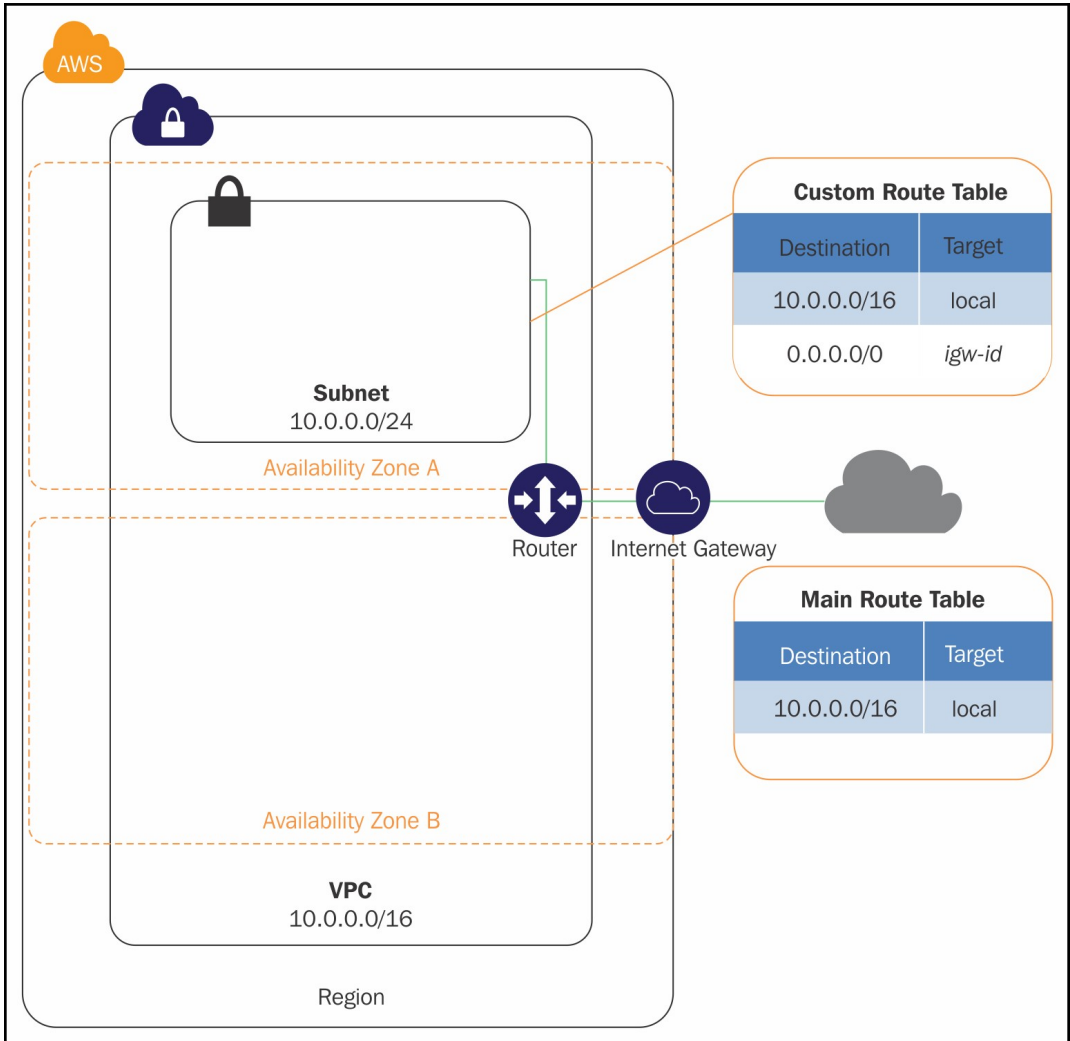 AWS
Subnet
10.0.0.0/24
Availability Zone A
Router
Internet Gateway
Availability Zone B
VPC
10.0.0.0/16
Region
Custom Route Table
Destination Target
10.0.0.0/16 local
0.0.0.0/0 igw-id
Main Route Table
Destination Target
10.0.0.0/16 local